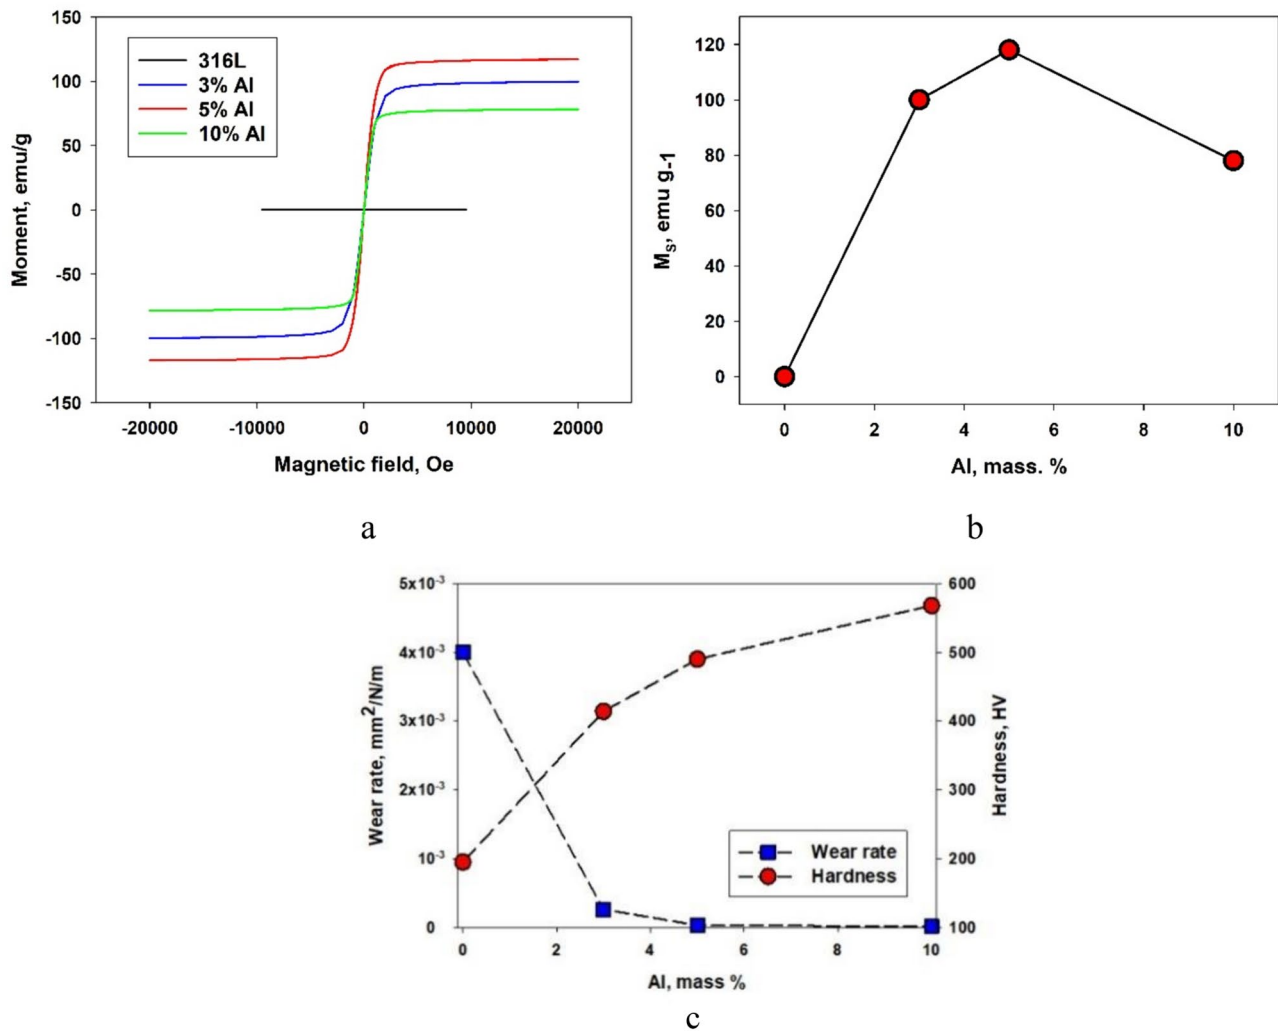 150
100
50
0
-50
-100
-150
Moment, emu/g
316L
3% Al
5% Al
10% Al
-20000 -10000 0 10000 20000
Magnetic field, Oe
a
120
100
80
60
40
20
0
Mₛ, emu g-1
0 2 4 6 8 10
Al, mass. %
b
5x10⁻³
4x10⁻³
3x10⁻³
2x10⁻³
10⁻³
0
Wear rate, mm²/N/m
600
500
400
300
200
100
Hardness, HV
Wear rate
Hardness
0 2 4 6 8 10
Al, mass %
c